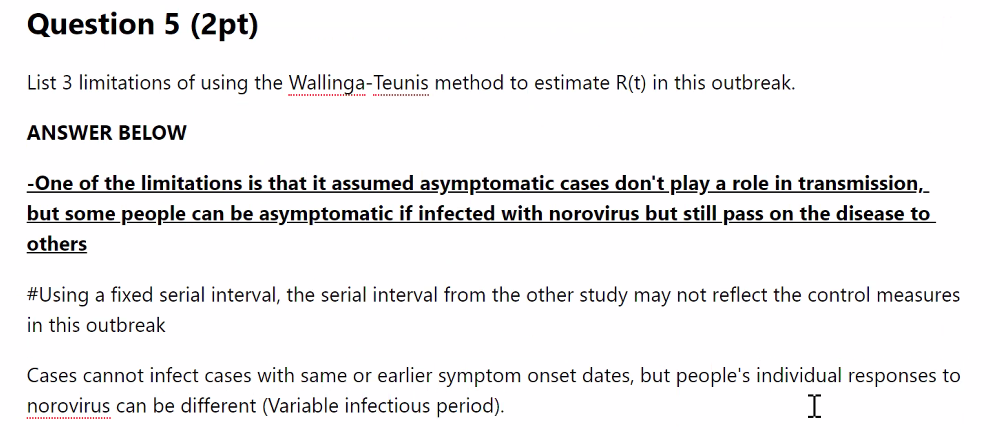 Question 5 (2pt)
List 3 limitations of using the Wallinga-Teunis method to estimate R(t) in this outbreak.
ANSWER BELOW
-One of the limitations is that it assumed asymptomatic cases don't play a role in transmission,
but some people can be asymptomatic if infected with norovirus but still pass on the disease to
others
#Using a fixed serial interval, the serial interval from the other study may not reflect the control measures
in this outbreak
Cases cannot infect cases with same or earlier symptom onset dates, but people's individual responses to
norovirus can be different (Variable infectious period).